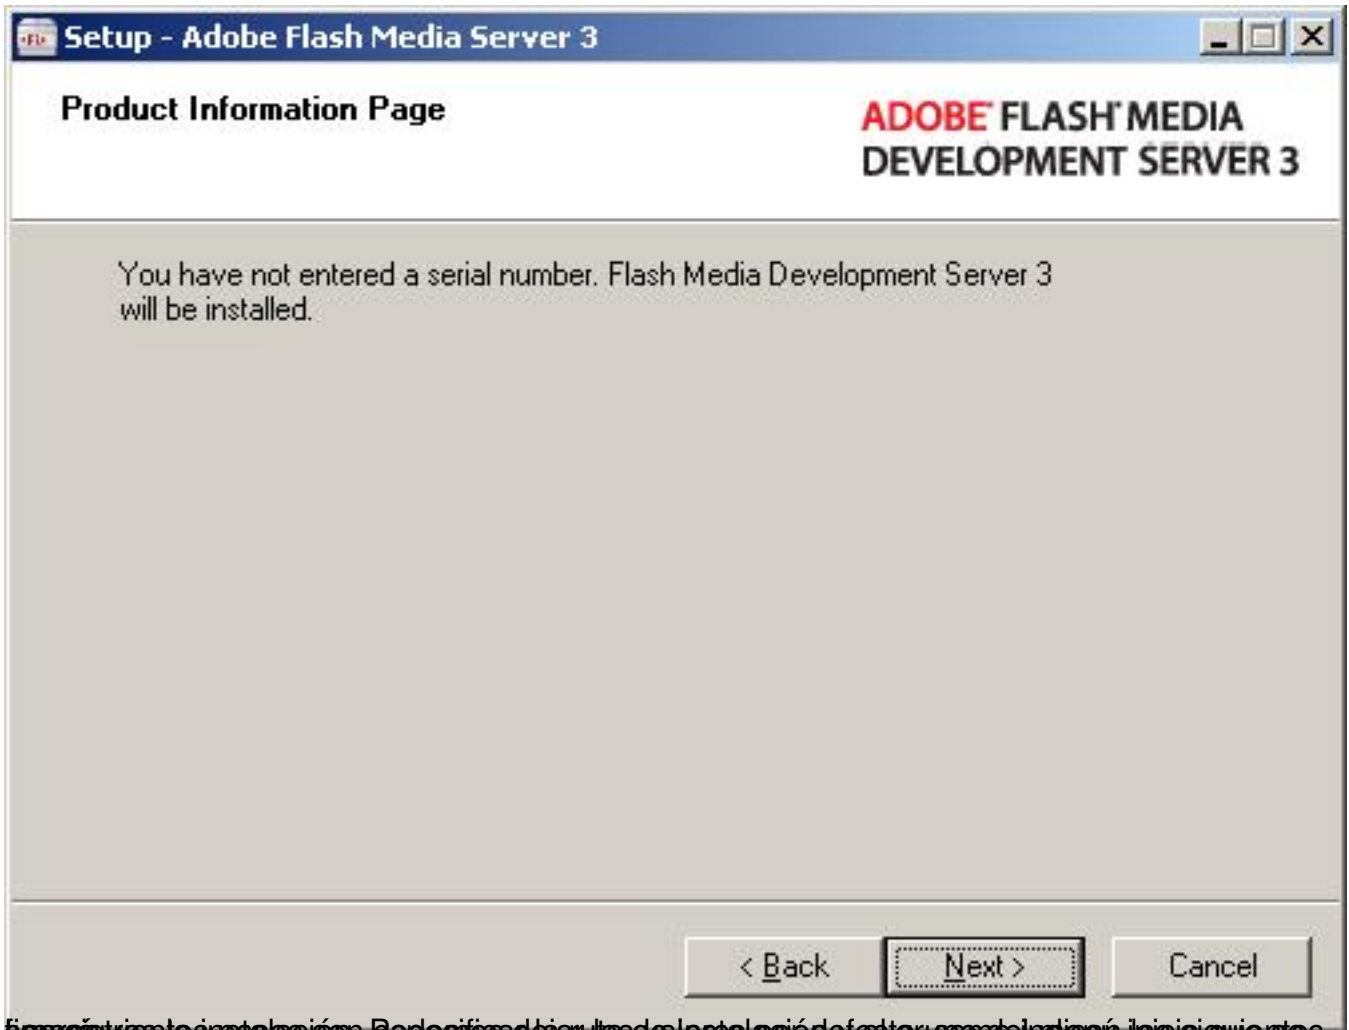 Setup - Adobe Flash Media Server 3
Product Information Page
ADOBE® FLASH® MEDIA
DEVELOPMENT SERVER 3
You have not entered a serial number. Flash Media Development Server 3
will be installed.
< Back
Next >
Cancel